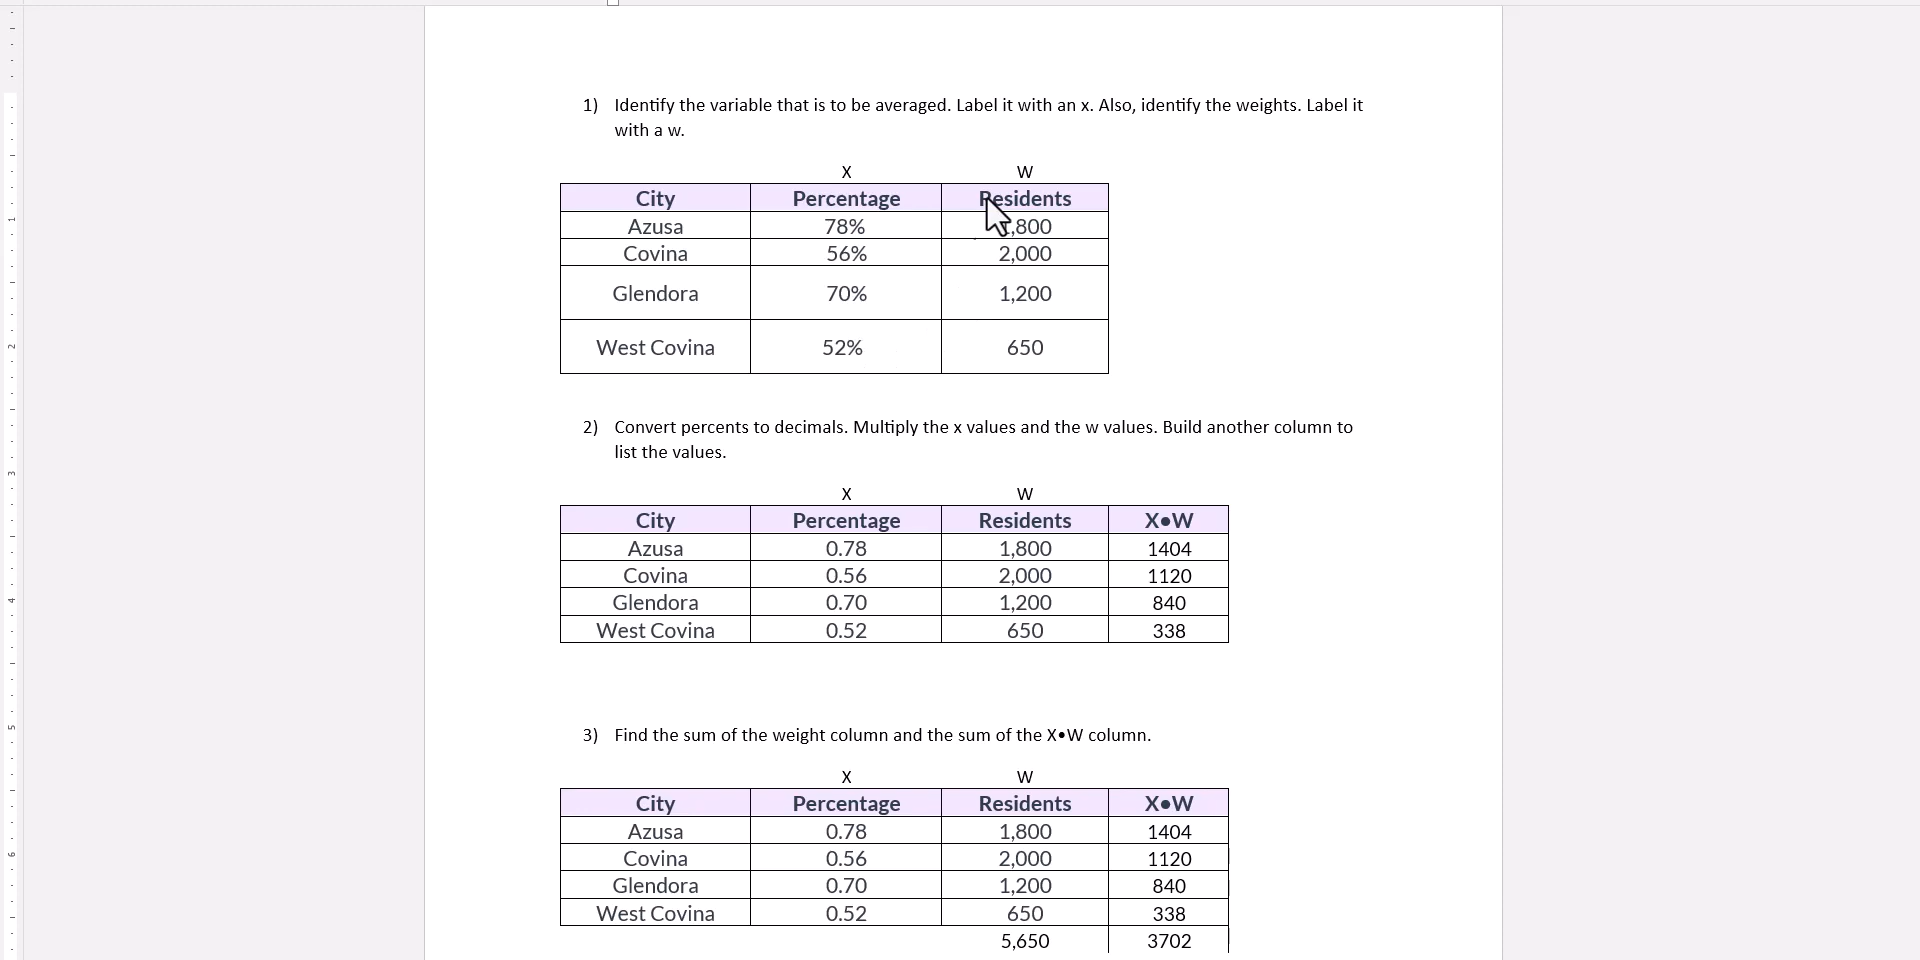 1) Identify the variable that is to be averaged. Label it with an x. Also, identify the weights. Label it
with a w.
X W
City Percentage Residents
Azusa 78% ,800
Covina 56% 2,000
Glendora 70% 1,200
West Covina 52% 650
2) Convert percents to decimals. Multiply the x values and the w values. Build another column to
list the values.
X W
City Percentage Residents X•W
Azusa 0.78 1,800 1404
Covina 0.56 2,000 1120
Glendora 0.70 1,200 840
West Covina 0.52 650 338
3) Find the sum of the weight column and the sum of the X•W column.
X W
City Percentage Residents X•W
Azusa 0.78 1,800 1404
Covina 0.56 2,000 1120
Glendora 0.70 1,200 840
West Covina 0.52 650 338
5,650 3702
1
2
3
4
5
6